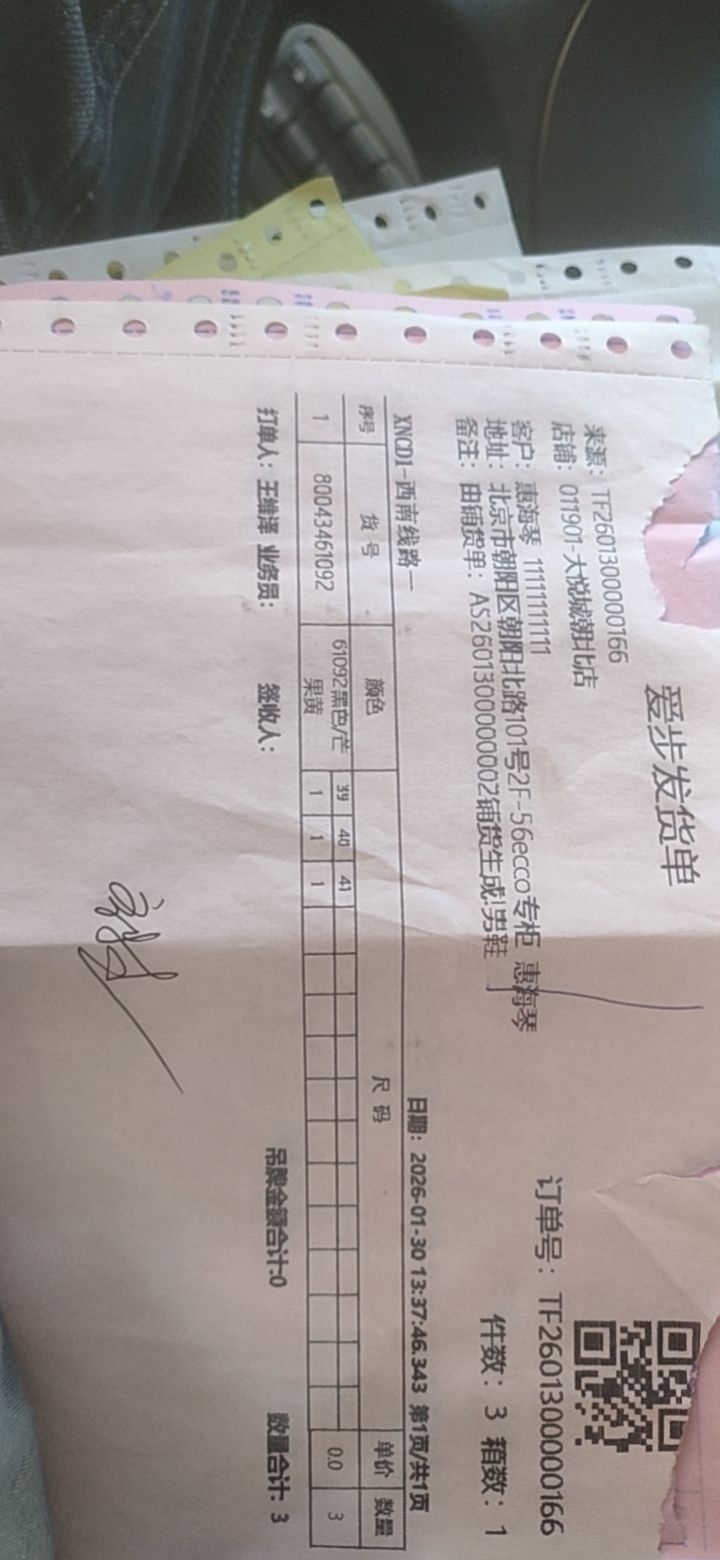 爱步发货单
来源： TF2601300000166
店铺： 011901-大悦城朝北店
订单号： TF2601300000166
客户： 惠海琴 11111111111
地址： 北京市朝阳区朝阳北路101号2F-56ecco专柜 惠海琴
件数： 3 箱数： 1
备注： 由铺货单： AS2601300000002铺货生成!男鞋
XNCD1-西南线路一 日期： 2026-01-30 13:37:46.343 第1页/共1页
序号 货 号 颜色 尺 码 单价 数量
1 80043461092 61092黑色/芒果黄 39 40 41 0.0 3
1 1 1
打单人： 王维泽 业务员： 签收人： 吊牌金额合计:0 数量合计: 3